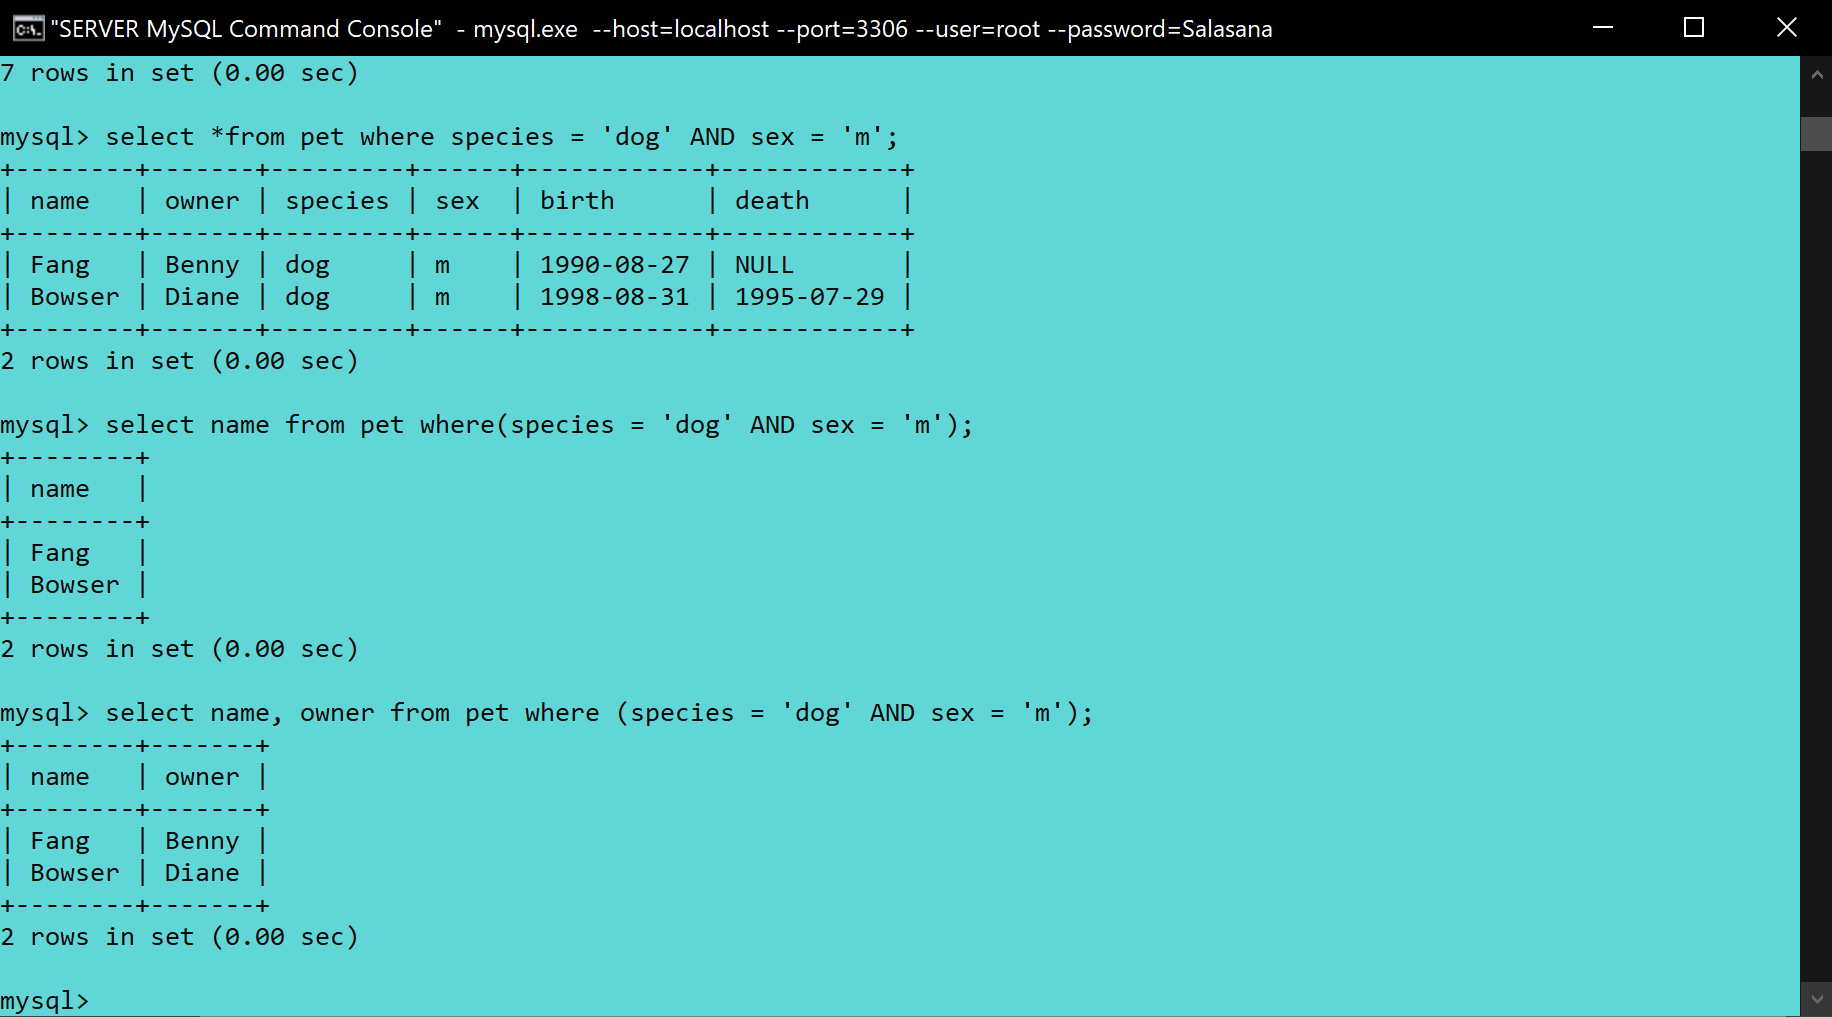 "SERVER MySQL Command Console" - mysql.exe --host=localhost --port=3306 --user=root --password=Salasana
7 rows in set (0.00 sec)
mysql> select *from pet where species = 'dog' AND sex = 'm';
+--------+-------+---------+------+------------+------------+
| name   | owner | species | sex  | birth      | death      |
+--------+-------+---------+------+------------+------------+
| Fang   | Benny | dog     | m    | 1990-08-27 | NULL       |
| Bowser | Diane | dog     | m    | 1998-08-31 | 1995-07-29 |
+--------+-------+---------+------+------------+------------+
2 rows in set (0.00 sec)
mysql> select name from pet where(species = 'dog' AND sex = 'm');
+--------+
| name   |
+--------+
| Fang   |
| Bowser |
+--------+
2 rows in set (0.00 sec)
mysql> select name, owner from pet where (species = 'dog' AND sex = 'm');
+--------+-------+
| name   | owner |
+--------+-------+
| Fang   | Benny |
| Bowser | Diane |
+--------+-------+
2 rows in set (0.00 sec)
mysql>